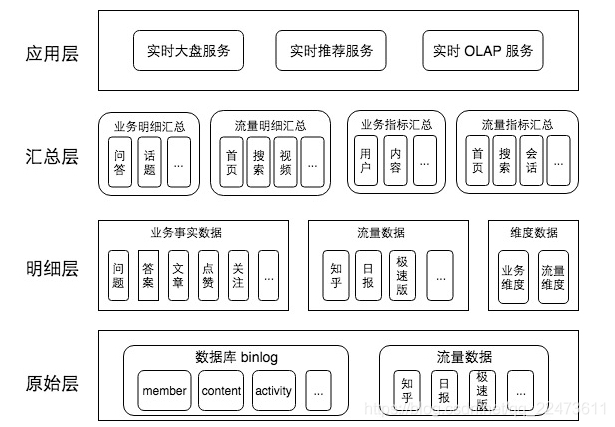 应用层
实时大盘服务
实时推荐服务
实时 OLAP 服务
汇总层
业务明细汇总
问答
话题
...
流量明细汇总
首页
搜索
视频
...
业务指标汇总
用户
内容
...
流量指标汇总
首页
搜索
会话
...
明细层
业务事实数据
问题
答案
文章
点赞
关注
...
流量数据
知乎
日报
极速版
...
维度数据
业务维度
流量维度
原始层
数据库 binlog
member
content
activity
...
流量数据
知乎
日报
极速版
...